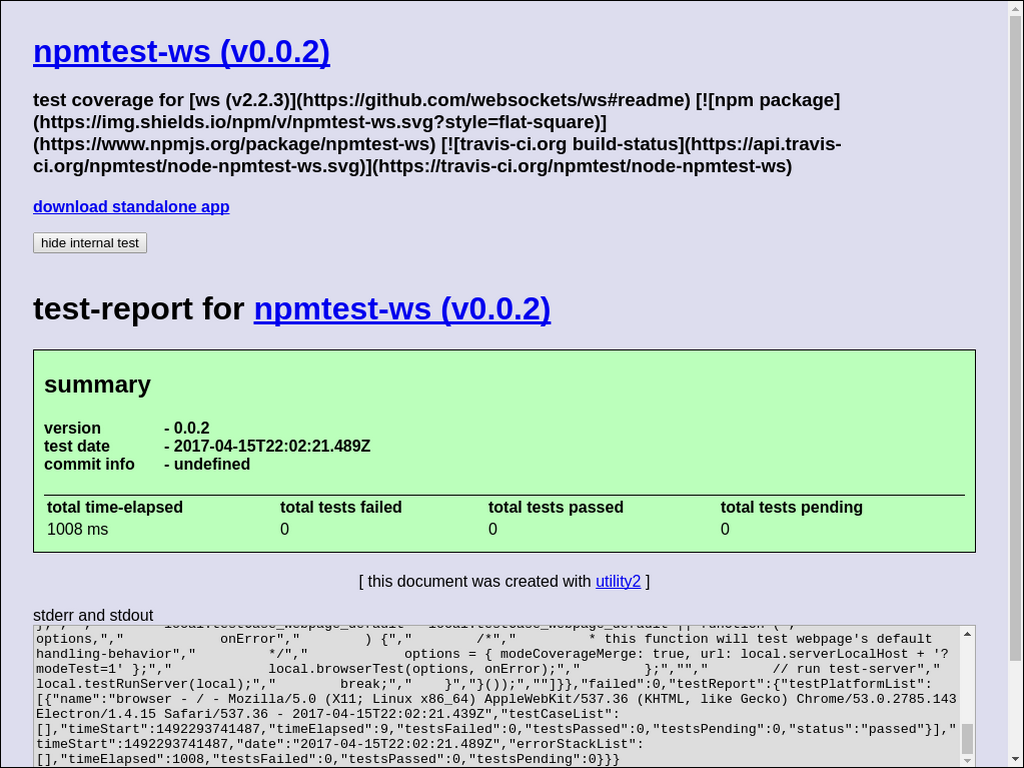 npmtest-ws (v0.0.2)
test coverage for [ws (v2.2.3)](https://github.com/websockets/ws#readme) [![npm package]
(https://img.shields.io/npm/v/npmtest-ws.svg?style=flat-square)]
(https://www.npmjs.org/package/npmtest-ws) [![travis-ci.org build-status](https://api.travis-
ci.org/npmtest/node-npmtest-ws.svg)](https://travis-ci.org/npmtest/node-npmtest-ws)
download standalone app
hide internal test
test-report for npmtest-ws (v0.0.2)
summary
version - 0.0.2
test date - 2017-04-15T22:02:21.489Z
commit info - undefined
total time-elapsed total tests failed total tests passed total tests pending
1008 ms 0 0 0
[ this document was created with utility2 ]
stderr and stdout
options,","            onError","        ) {","        /*","         * this function will test webpage's default
handling-behavior","         */","            options = { modeCoverageMerge: true, url: local.serverLocalHost + '?
modeTest=1' };","            local.browserTest(options, onError);","        };","","        // run test-server","
local.testRunServer(local);","        break;","    }","}());",""]}},"failed":0,"testReport":{"testPlatformList":
[{"name":"browser - / - Mozilla/5.0 (X11; Linux x86_64) AppleWebKit/537.36 (KHTML, like Gecko) Chrome/53.0.2785.143
Electron/1.4.15 Safari/537.36 - 2017-04-15T22:02:21.439Z","testCaseList":
[],"timeStart":1492293741487,"timeElapsed":9,"testsFailed":0,"testsPassed":0,"testsPending":0,"status":"passed"}],"
timeStart":1492293741487,"date":"2017-04-15T22:02:21.489Z","errorStackList":
[],"timeElapsed":1008,"testsFailed":0,"testsPassed":0,"testsPending":0}}}